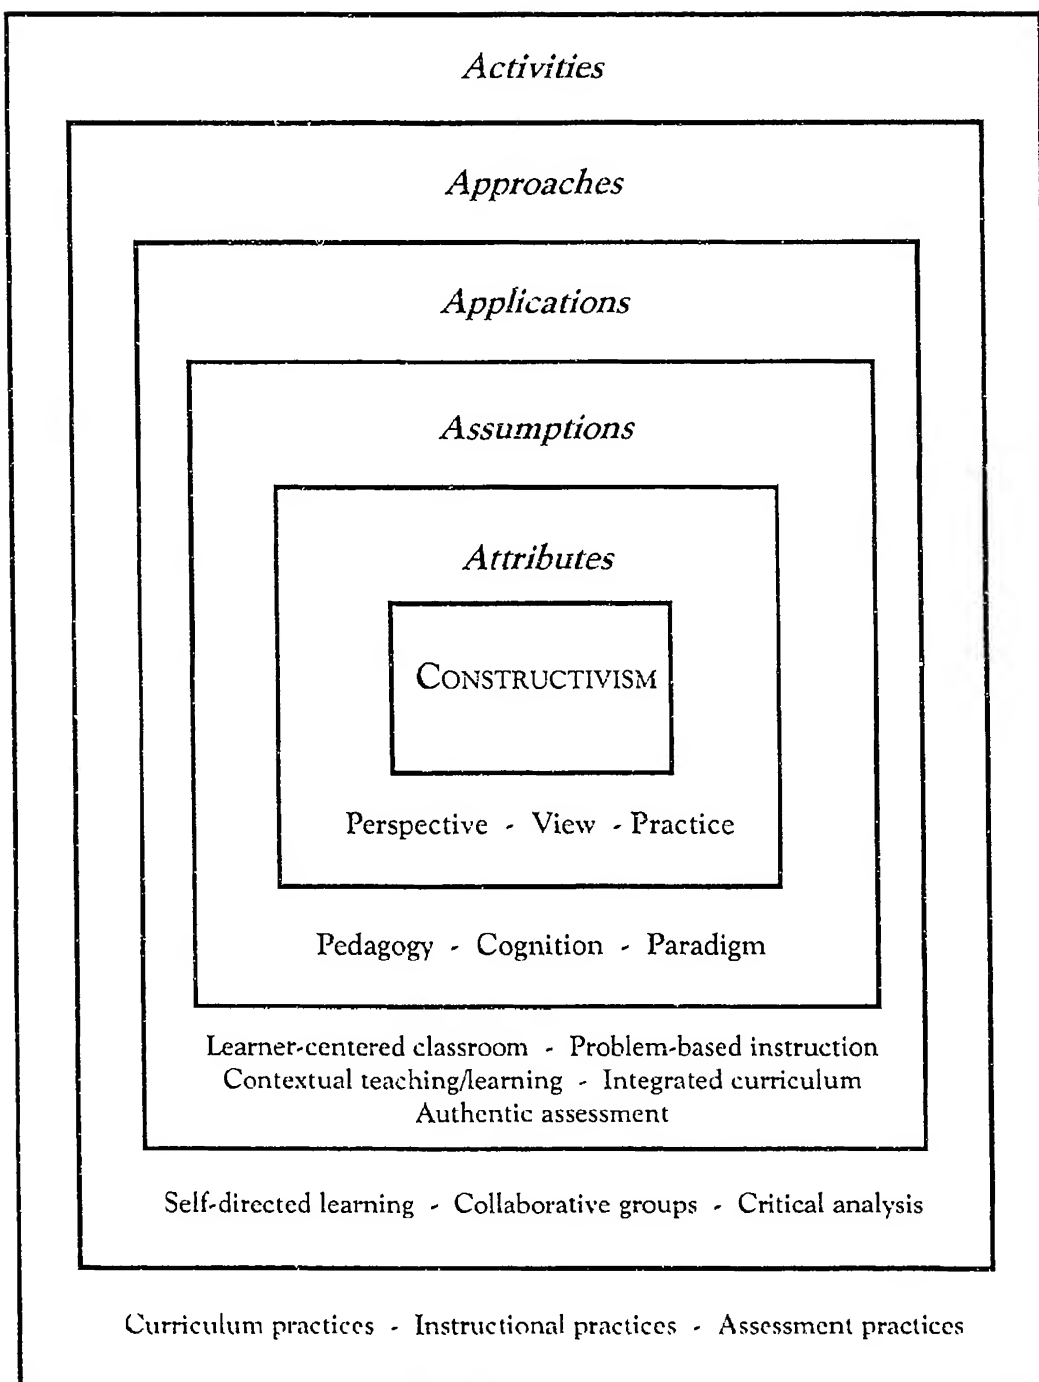 Activities
Approaches
Applications
Assumptions
Attributes
CONSTRUCTIVISM
Perspective - View - Practice
Pedagogy - Cognition - Paradigm
Learner-centered classroom - Problem-based instruction
Contextual teaching/learning - Integrated curriculum
Authentic assessment
Self-directed learning - Collaborative groups - Critical analysis
Curriculum practices - Instructional practices - Assessment practices